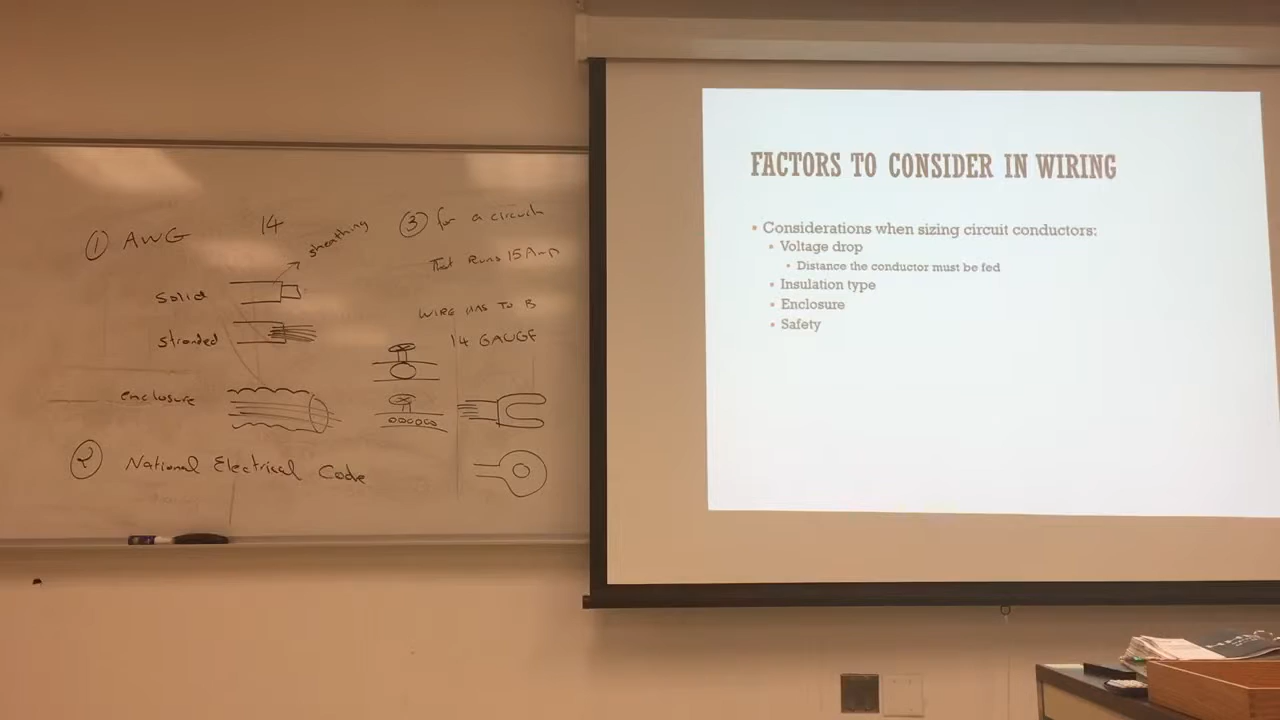 ① AWG 14
sheathing
Solid
stranded
enclosure
② National Electrical Code
③ for a circuit
That Runs 15 Amp
WIRE HAS TO B
14 GAUGE
FACTORS TO CONSIDER IN WIRING
• Considerations when sizing circuit conductors:
• Voltage drop
• Distance the conductor must be fed
• Insulation type
• Enclosure
• Safety